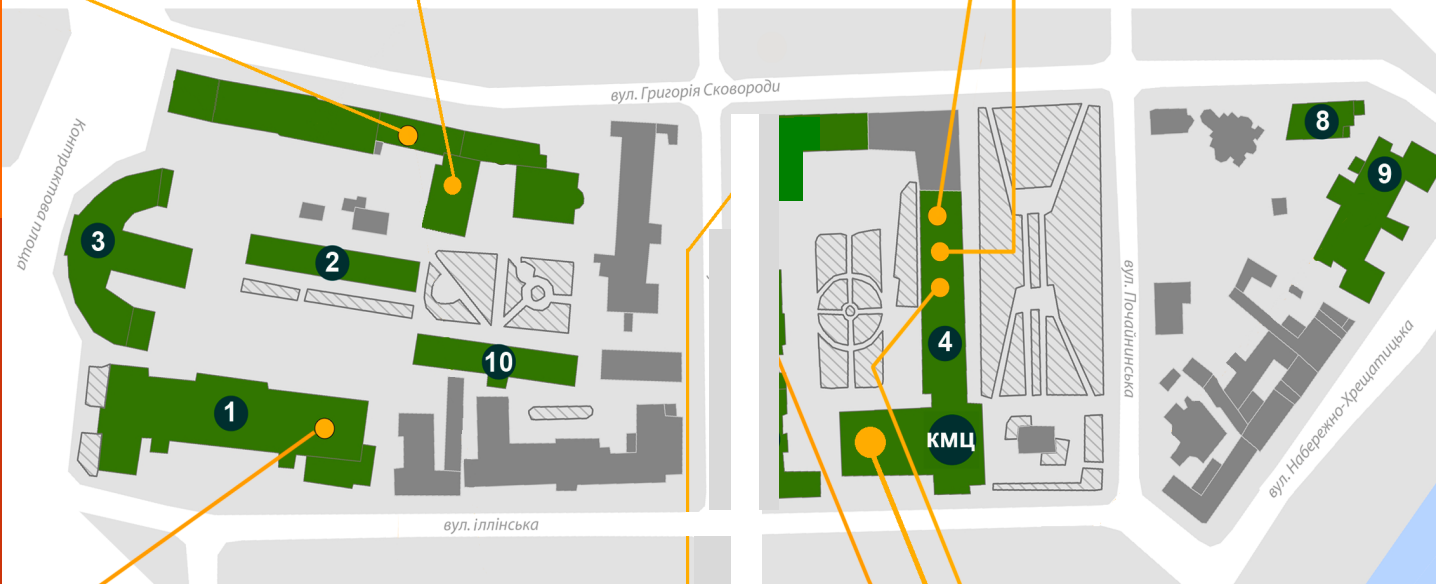 вул. Григорія Сковороди
8
9
Контрактова площа
3
2
вул. Почайнинська
4
10
1
КМЦ
вул. Набережно-Хрещатицька
вул. іллінська